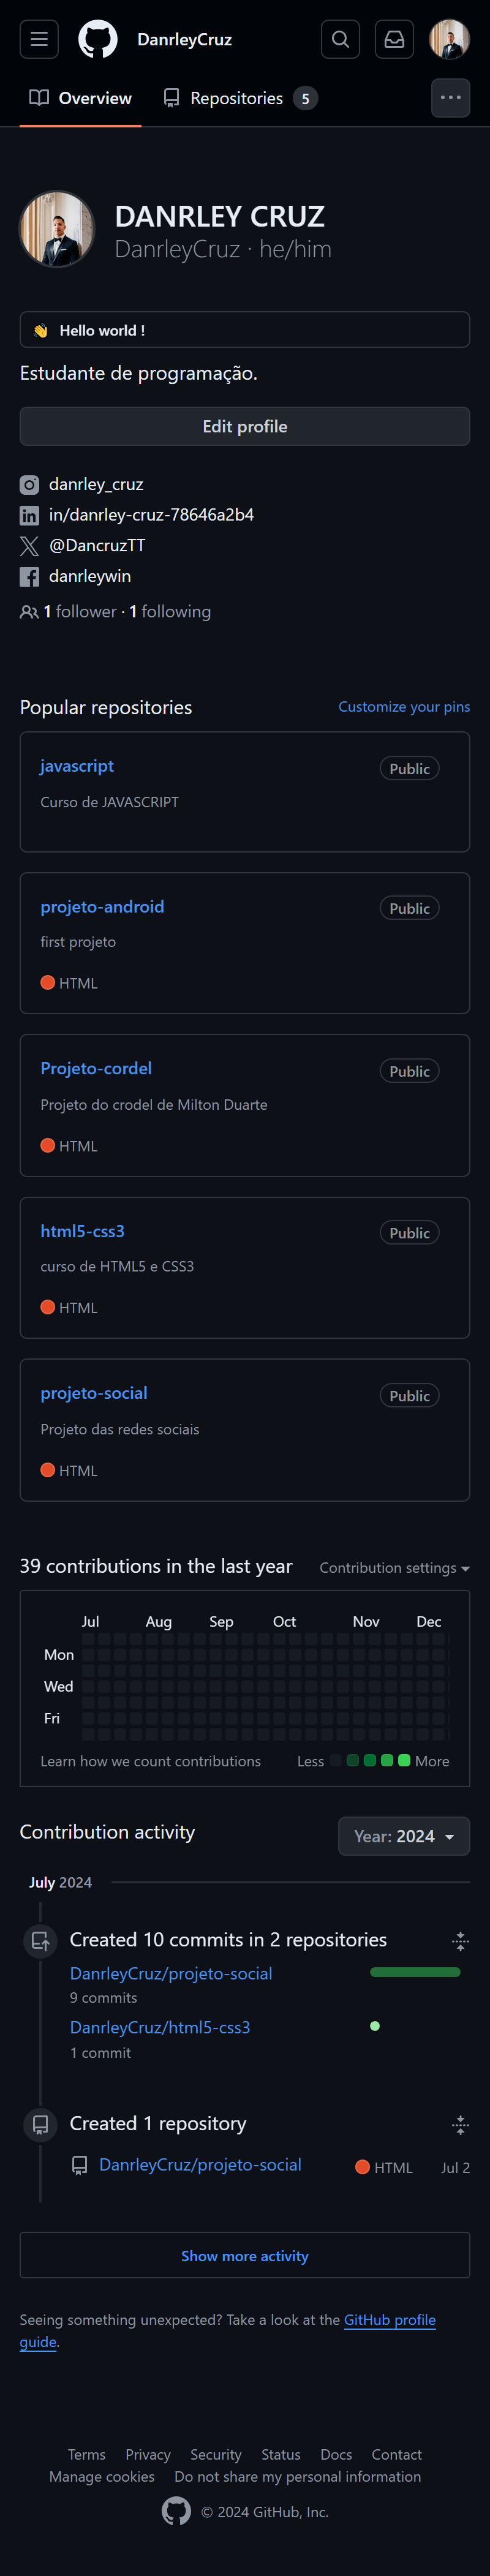 DanrleyCruz
Overview
Repositories 5
DANRLEY CRUZ
DanrleyCruz · he/him
👋 Hello world !
Estudante de programação.
Edit profile
danrley_cruz
in/danrley-cruz-78646a2b4
@DancruzTT
danrleywin
1 follower · 1 following
Popular repositories
Customize your pins
javascript
Public
Curso de JAVASCRIPT
projeto-android
Public
first projeto
HTML
Projeto-cordel
Public
Projeto do crodel de Milton Duarte
HTML
html5-css3
Public
curso de HTML5 e CSS3
HTML
projeto-social
Public
Projeto das redes sociais
HTML
39 contributions in the last year
Contribution settings
Jul Aug Sep Oct Nov Dec
Mon
Wed
Fri
Learn how we count contributions
Less More
Contribution activity
Year: 2024
July 2024
Created 10 commits in 2 repositories
DanrleyCruz/projeto-social
9 commits
DanrleyCruz/html5-css3
1 commit
Created 1 repository
DanrleyCruz/projeto-social HTML Jul 2
Show more activity
Seeing something unexpected? Take a look at the GitHub profile
guide.
Terms Privacy Security Status Docs Contact
Manage cookies Do not share my personal information
© 2024 GitHub, Inc.